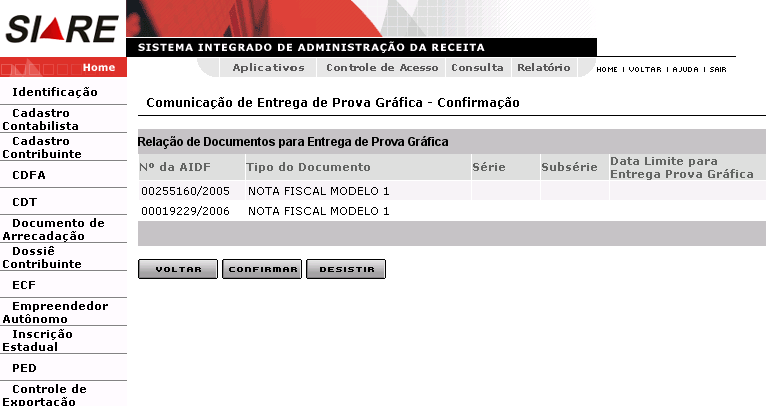 SIARE
SISTEMA INTEGRADO DE ADMINISTRAÇÃO DA RECEITA
Home
Aplicativos Controle de Acesso Consulta Relatório HOME | VOLTAR | AJUDA | SAIR
Identificação
Cadastro
Contabilista
Cadastro
Contribuinte
CDFA
CDT
Documento de
Arrecadação
Dossiê
Contribuinte
ECF
Empreendedor
Autônomo
Inscrição
Estadual
PED
Controle de
Exportação
Comunicação de Entrega de Prova Gráfica - Confirmação
Relação de Documentos para Entrega de Prova Gráfica
Nº da AIDF Tipo do Documento Série Subsérie Data Limite para
Entrega Prova Gráfica
00255160/2005 NOTA FISCAL MODELO 1
00019229/2006 NOTA FISCAL MODELO 1
VOLTAR CONFIRMAR DESISTIR